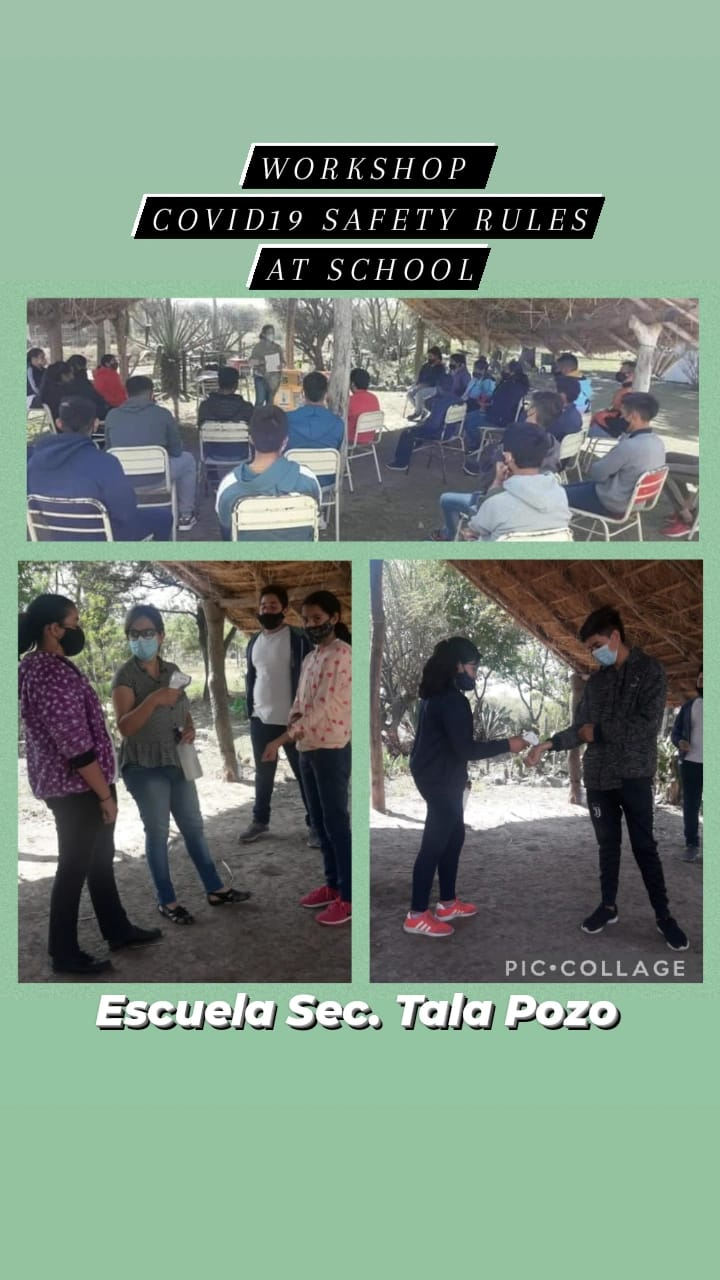 WORKSHOP
COVID19 SAFETY RULES
AT SCHOOL
PIC•COLLAGE
Escuela Sec. Tala Pozo